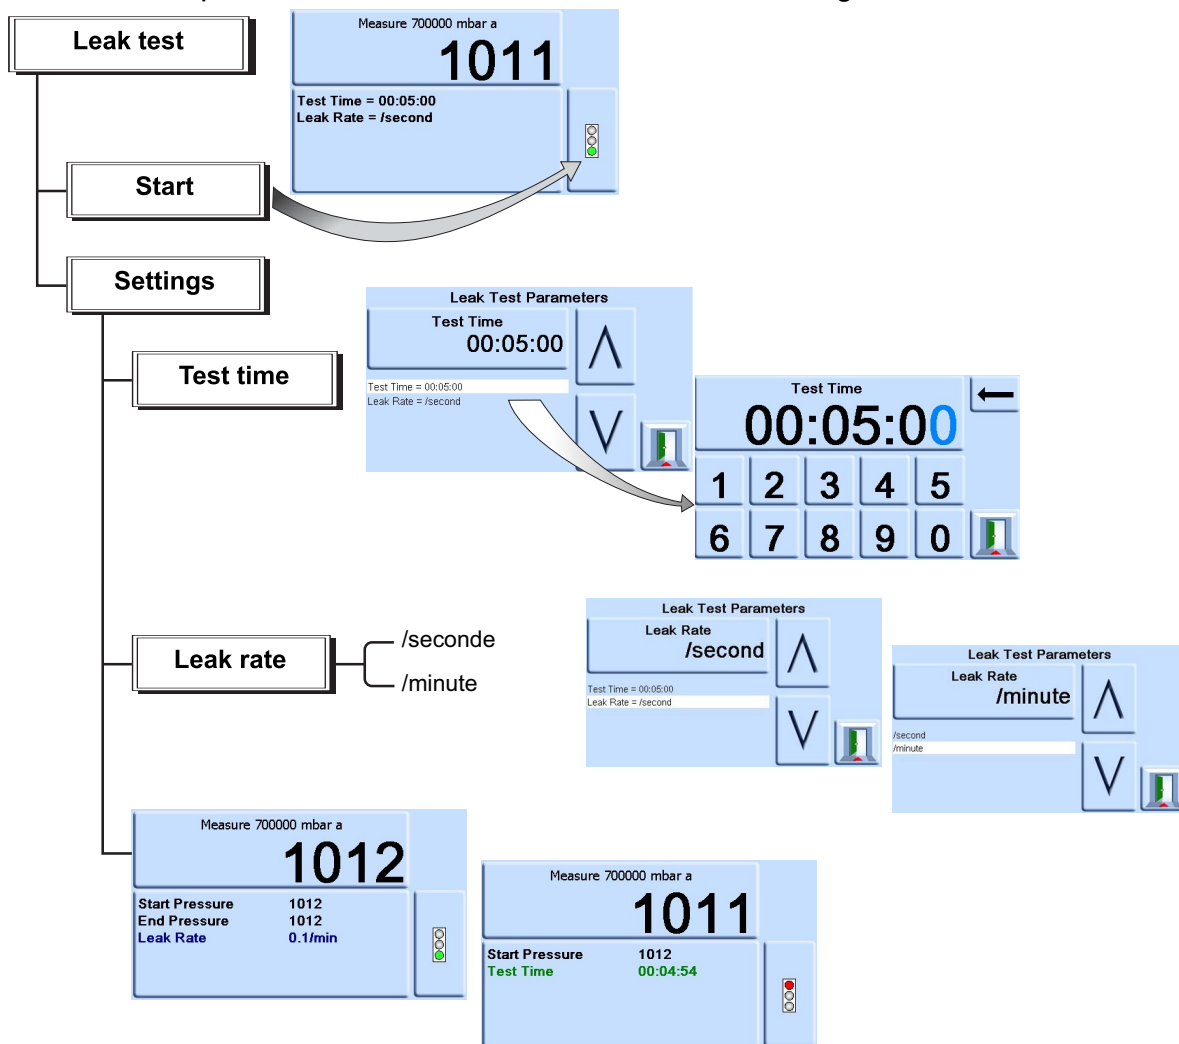 Leak test
Measure 700000 mbar a
1011
Test Time = 00:05:00
Leak Rate = /second
Start
Settings
Leak Test Parameters
Test Time
00:05:00
Test Time = 00:05:00
Leak Rate = /second
Test time
Test Time
00:05:00
1 2 3 4 5
6 7 8 9 0
Leak rate
/seconde
/minute
Leak Test Parameters
Leak Rate
/second
Test Time = 00:05:00
Leak Rate = /second
Leak Test Parameters
Leak Rate
/minute
/second
/minute
Measure 700000 mbar a
1012
Start Pressure 1012
End Pressure 1012
Leak Rate 0.1/min
Measure 700000 mbar a
1011
Start Pressure 1012
Test Time 00:04:54